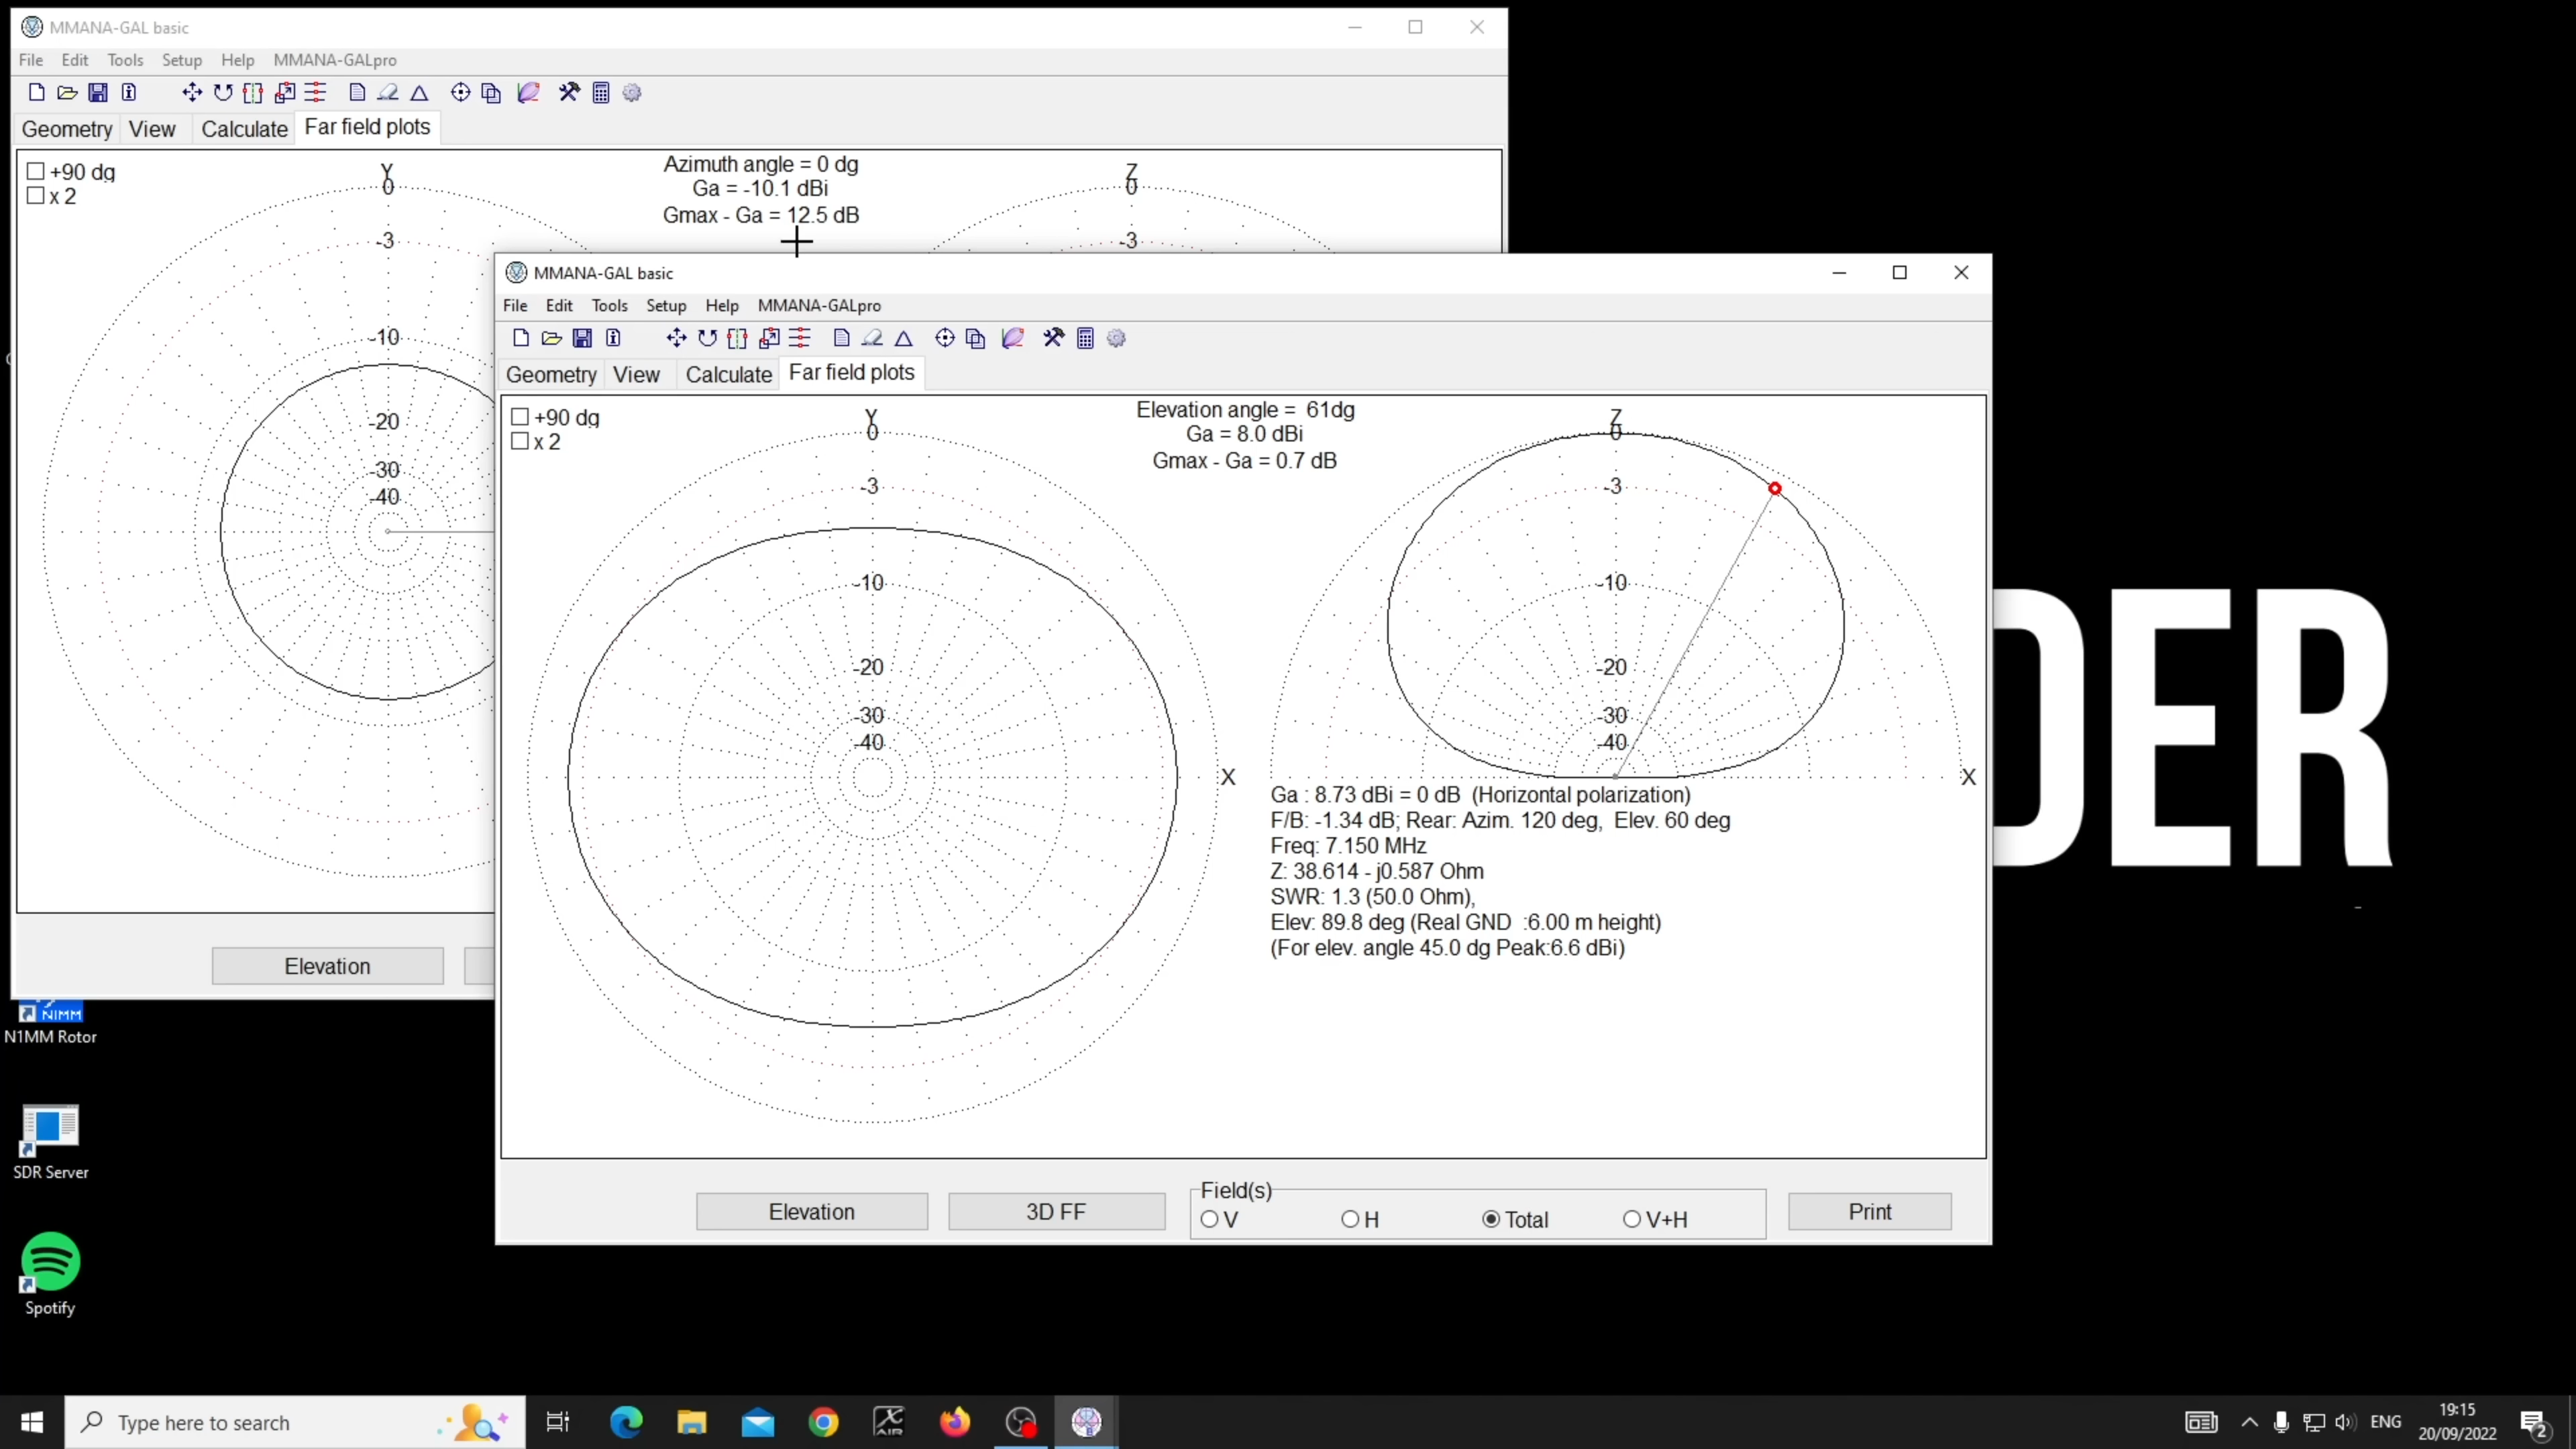 MMANA-GAL basic
File Edit Tools Setup Help MMANA-GALpro
Geometry View Calculate Far field plots
+90 dg
x 2
Y
0
-3
-10
-20
-30
-40
Azimuth angle = 0 dg
Ga = -10.1 dBi
Gmax - Ga = 12.5 dB
Z
0
-3
Elevation
MMANA-GAL basic
File Edit Tools Setup Help MMANA-GALpro
Geometry View Calculate Far field plots
+90 dg
x 2
Y
0
-3
-10
-20
-30
-40
X
Elevation angle = 61dg
Ga = 8.0 dBi
Gmax - Ga = 0.7 dB
Z
0
-3
-10
-20
-30
-40
X
Ga : 8.73 dBi = 0 dB (Horizontal polarization)
F/B: -1.34 dB; Rear: Azim. 120 deg, Elev. 60 deg
Freq: 7.150 MHz
Z: 38.614 - j0.587 Ohm
SWR: 1.3 (50.0 Ohm),
Elev: 89.8 deg (Real GND :6.00 m height)
(For elev. angle 45.0 dg Peak:6.6 dBi)
Elevation
3D FF
Field(s)
V H Total V+H
Print
DER
N1MM
N1MM Rotor
SDR Server
Spotify
Type here to search
X AIR
ENG
19:15
20/09/2022
2